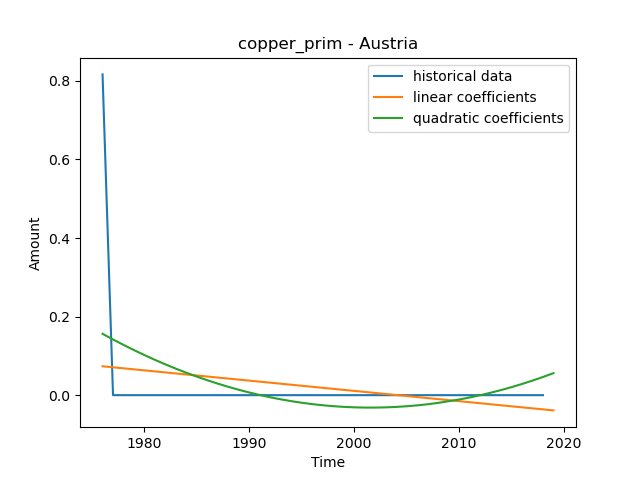 copper_prim - Austria
historical data
linear coefficients
quadratic coefficients
Amount
0.8
0.6
0.4
0.2
0.0
1980 1990 2000 2010 2020
Time